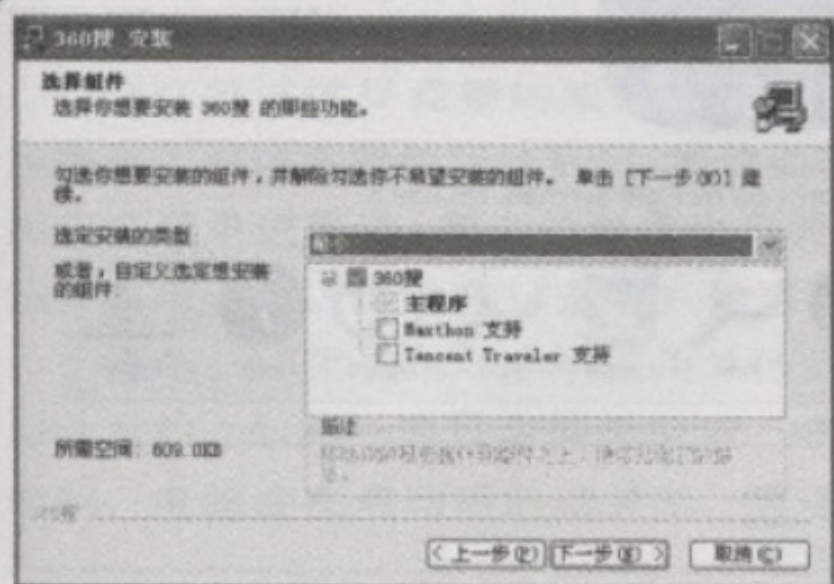 360搜 安装
选择组件
选择你想要安装 360搜 的那些功能。
勾选你想要安装的组件，并解除勾选你不希望安装的组件。 单击 [下一步(N)] 继
续。
选定安装的类型:
或者，自定义选定想安装
的组件:
360搜
主程序
Maxthon 支持
Tencent Traveler 支持
所需空间: 609.0KB
描述
< 上一步(P)
下一步(N) >
取消(C)